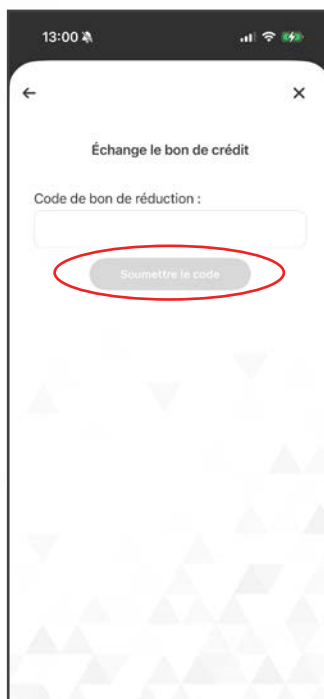 13:00
Échange le bon de crédit
Code de bon de réduction :
Soumettre le code